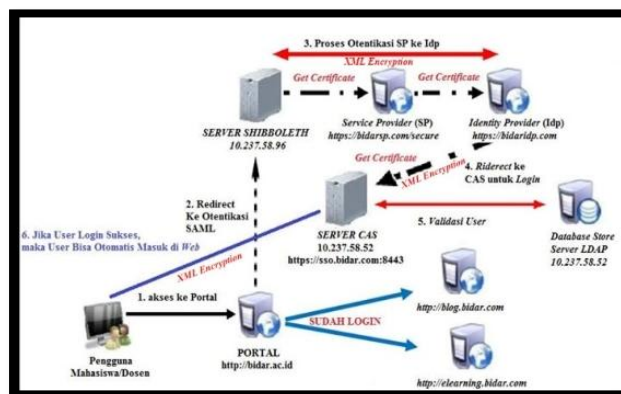 3. Proses Otentikasi SP ke Idp
XML Encryption
Get Certificate
Get Certificate
SERVER SHIBBOLETH
10.237.58.96
Service Provider (SP)
https://bidarsp.com/secure
Identity Provider (Idp)
https://bidaridp.com
Get Certificate
XML Encryption
4. Riderect ke
CAS untuk Login
2. Redirect
Ke Otentikasi
SAML
6. Jika User Login Sukses,
maka User Bisa Otomatis Masuk di Web
SERVER CAS
10.237.58.52
https://sso.bidar.com:8443
5. Validasi User
Database Store
Server LDAP
10.237.58.52
XML Encryption
1. akses ke Portal
http://blog.bidar.com
SUDAH LOGIN
Pengguna
Mahasiswa/Dosen
PORTAL
http://bidar.ac.id
http://elearning.bidar.com